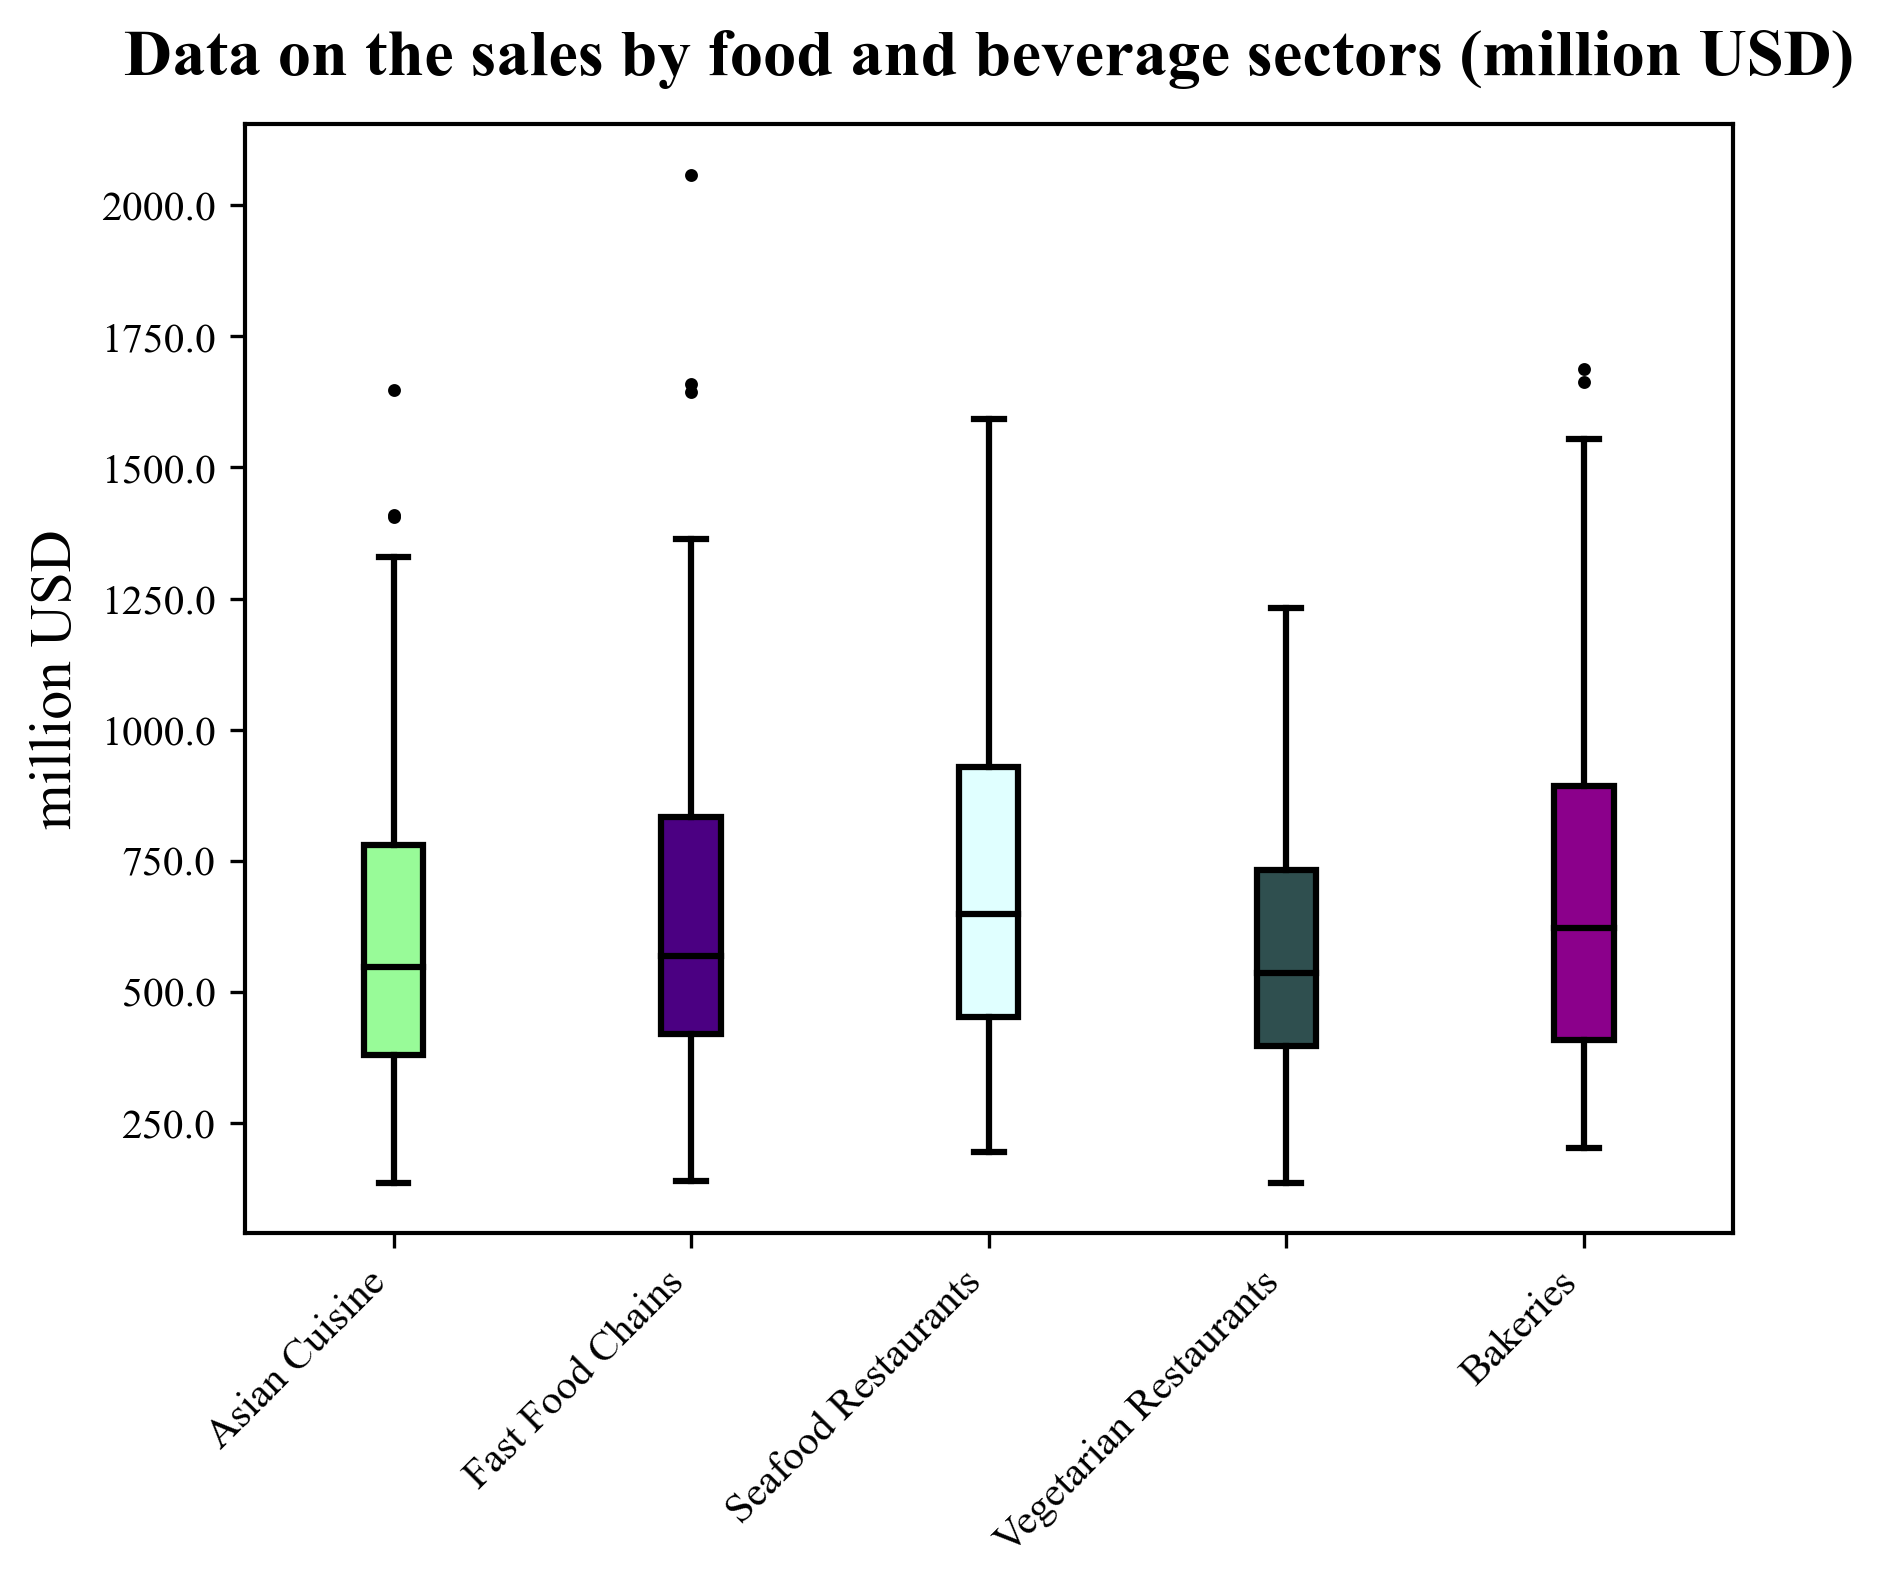 Data on the sales by food and beverage sectors (million USD)
million USD
2000.0
1750.0
1500.0
1250.0
1000.0
750.0
500.0
250.0
Asian Cuisine
Fast Food Chains
Seafood Restaurants
Vegetarian Restaurants
Bakeries